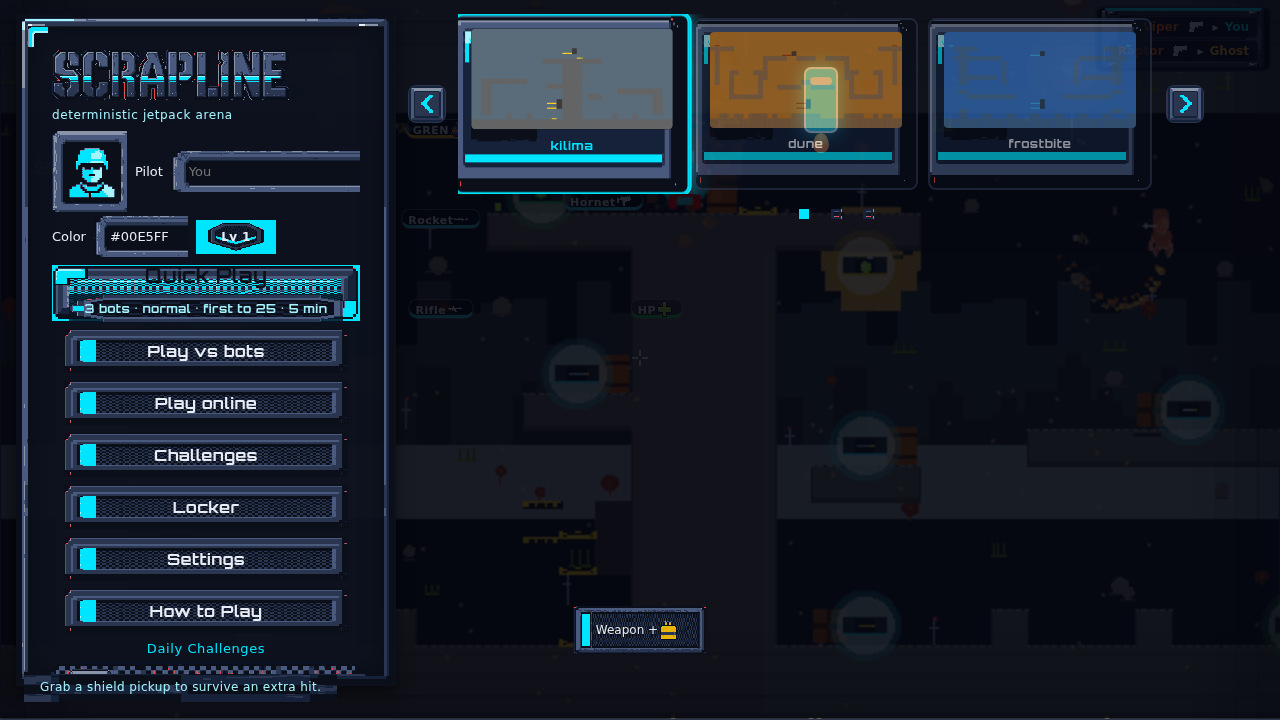 SCRAPLINE
deterministic jetpack arena
Pilot
You
Color
#00E5FF
Lv 1
Quick Play
3 bots · normal · first to 25 · 5 min
Play vs bots
Play online
Challenges
Locker
Settings
How to Play
Daily Challenges
Grab a shield pickup to survive an extra hit.
kilima
dune
frostbite
You
Ghost
GREN
Hornet
Rocket
Rifle
HP
Weapon +